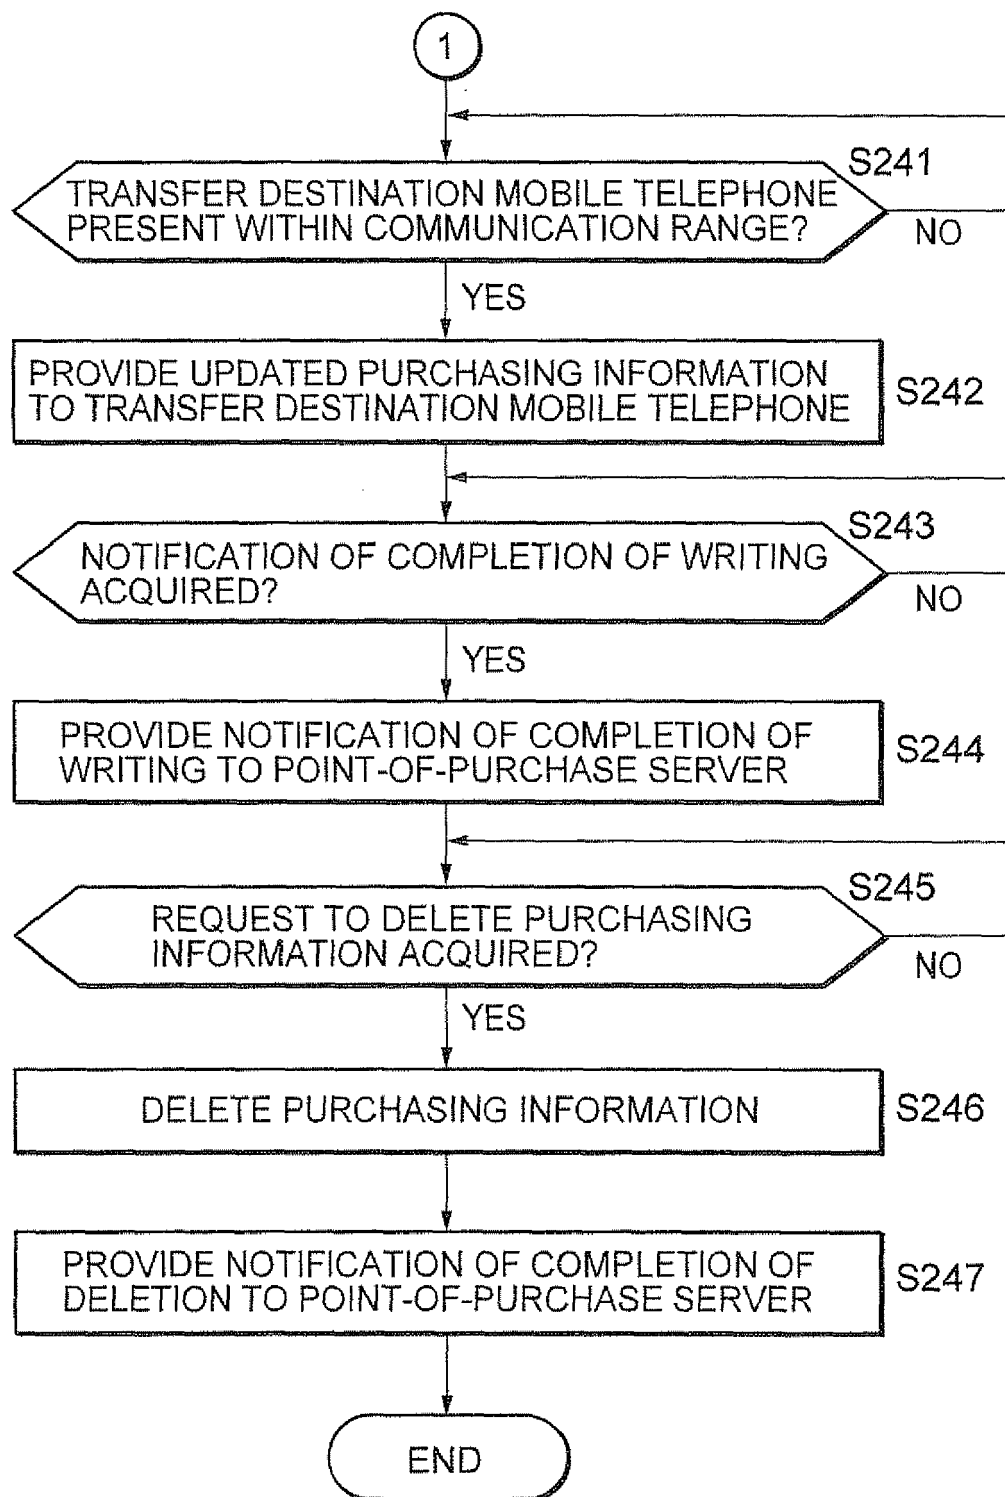 1
S241
TRANSFER DESTINATION MOBILE TELEPHONE
PRESENT WITHIN COMMUNICATION RANGE?
NO
YES
PROVIDE UPDATED PURCHASING INFORMATION
TO TRANSFER DESTINATION MOBILE TELEPHONE
S242
S243
NOTIFICATION OF COMPLETION OF WRITING
ACQUIRED?
NO
YES
PROVIDE NOTIFICATION OF COMPLETION OF
WRITING TO POINT-OF-PURCHASE SERVER
S244
S245
REQUEST TO DELETE PURCHASING
INFORMATION ACQUIRED?
NO
YES
DELETE PURCHASING INFORMATION
S246
PROVIDE NOTIFICATION OF COMPLETION OF
DELETION TO POINT-OF-PURCHASE SERVER
S247
END